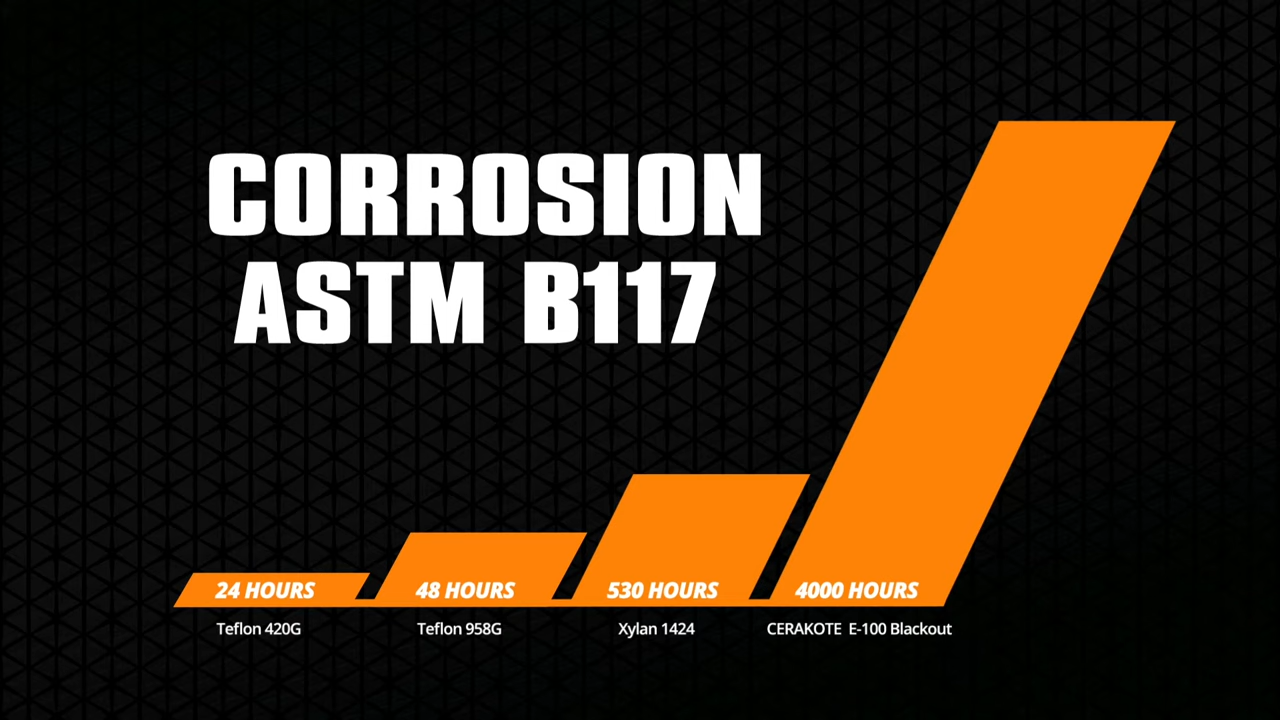 CORROSION
ASTM B117
24 HOURS
48 HOURS
530 HOURS
4000 HOURS
Teflon 420G
Teflon 958G
Xylan 1424
CERAKOTE E-100 Blackout